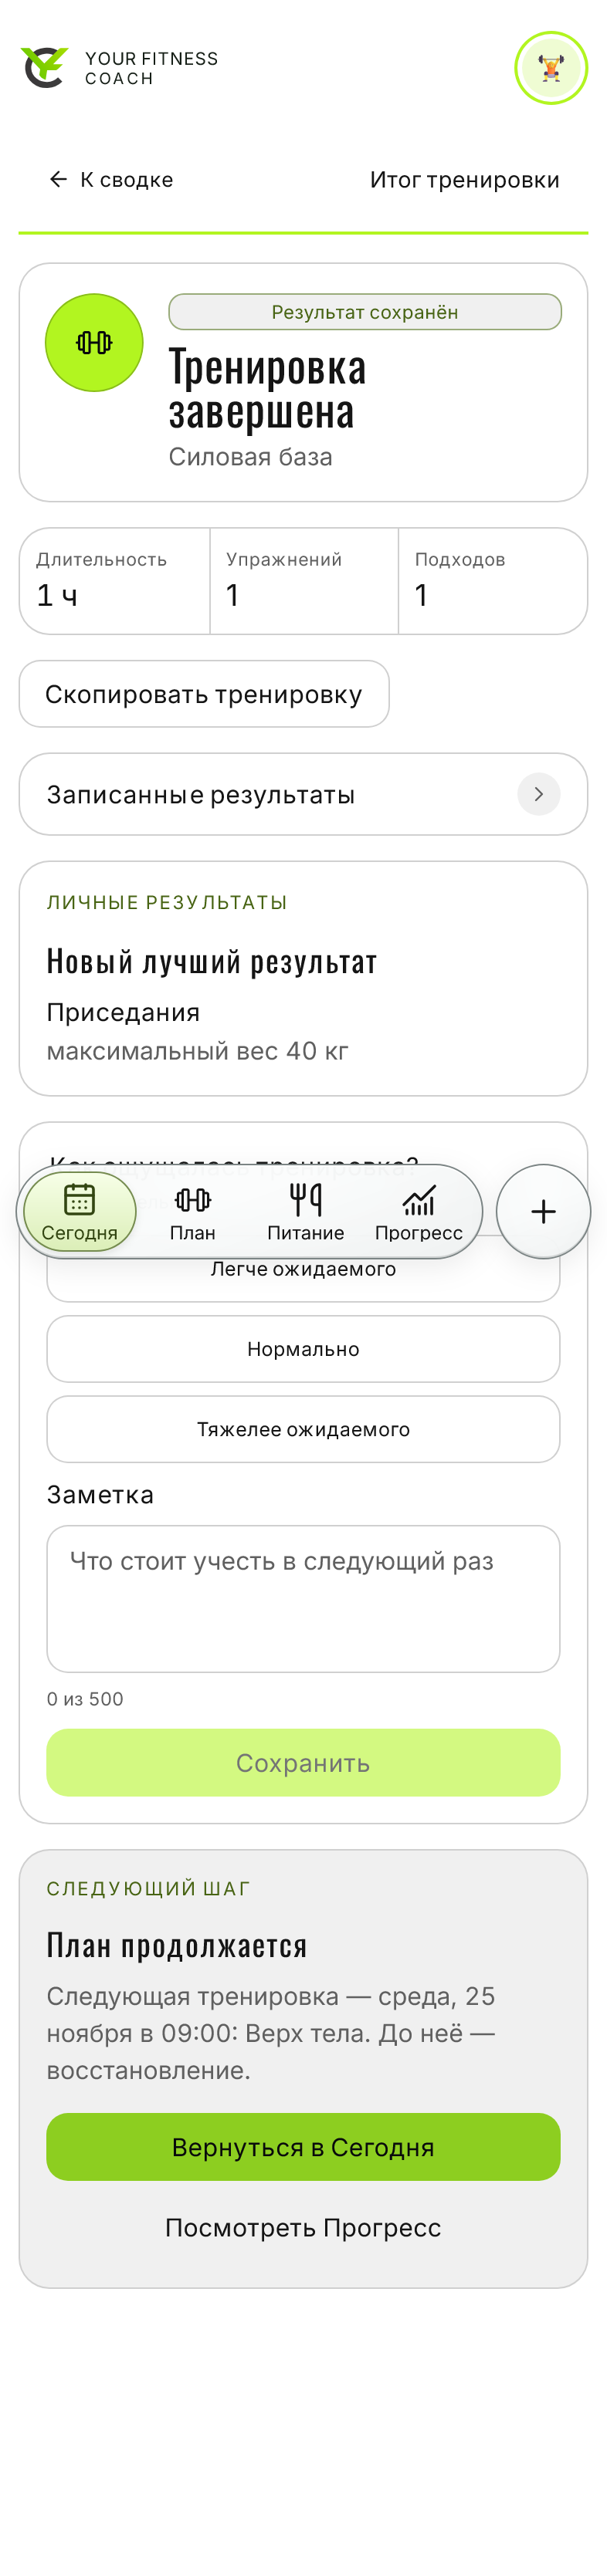 YOUR FITNESS
COACH
К сводке
Итог тренировки
Результат сохранён
Тренировка
завершена
Силовая база
Длительность
1 ч
Упражнений
1
Подходов
1
Скопировать тренировку
Записанные результаты
ЛИЧНЫЕ РЕЗУЛЬТАТЫ
Новый лучший результат
Приседания
максимальный вес 40 кг
Как ощущалась тренировка?
Сегодня
План
Питание
Прогресс
Легче ожидаемого
Нормально
Тяжелее ожидаемого
Заметка
Что стоит учесть в следующий раз
0 из 500
Сохранить
СЛЕДУЮЩИЙ ШАГ
План продолжается
Следующая тренировка — среда, 25
ноября в 09:00: Верх тела. До неё —
восстановление.
Вернуться в Сегодня
Посмотреть Прогресс